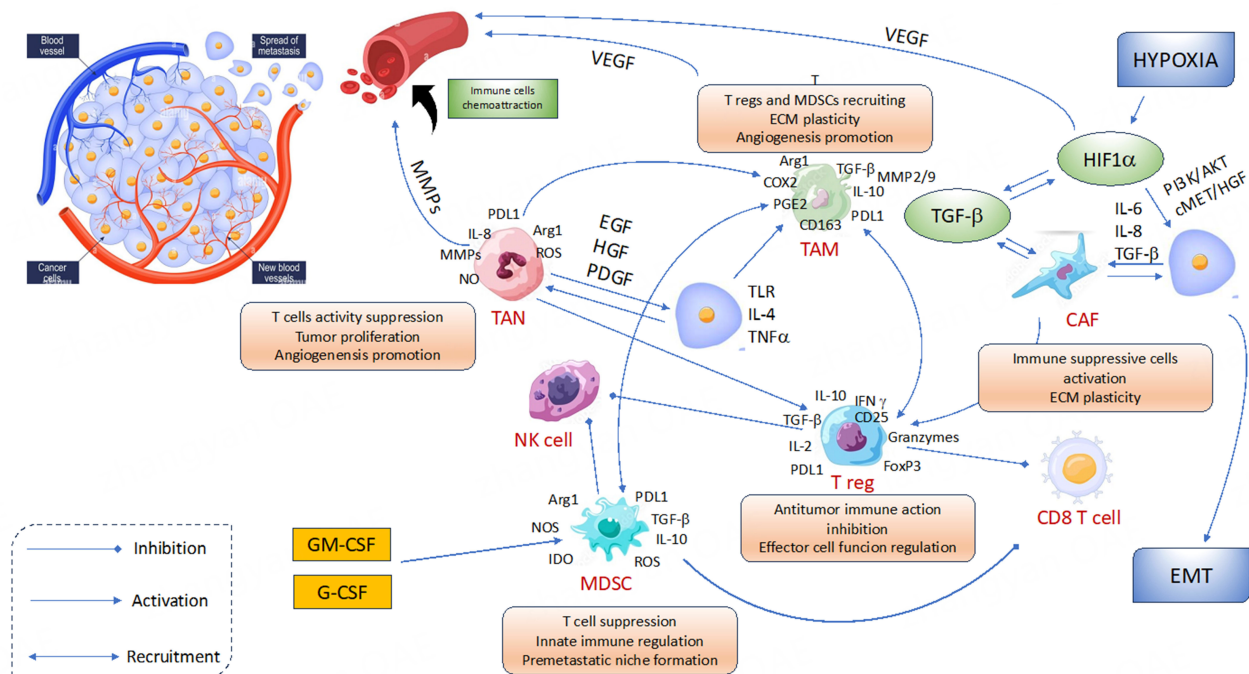 Blood
vessel
Spread of
metastasis
Cancer
cells
New blood
vessels
VEGF
VEGF
Immune cells
chemoattraction
HYPOXIA
T
T regs and MDSCs recruiting
ECM plasticity
Angiogenesis promotion
HIF1α
PI3K/AKT
cMET/HGF
TGF-β
IL-6
IL-8
TGF-β
CAF
Arg1
TGF-β
COX2
MMP2/9
IL-10
PGE2
PDL1
CD163
TAM
MMPs
PDL1
IL-8
Arg1
MMPs
ROS
NO
TAN
EGF
HGF
PDGF
TLR
IL-4
TNFα
T cells activity suppression
Tumor proliferation
Angiogenensis promotion
Immune suppressive cells
activation
ECM plasticity
NK cell
IL-10
IFN γ
TGF-β
CD25
IL-2
Granzymes
PDL1
FoxP3
T reg
CD8 T cell
Antitumor immune action
inhibition
Effector cell funcion regulation
Arg1
PDL1
NOS
TGF-β
IL-10
IDO
ROS
MDSC
GM-CSF
G-CSF
T cell suppression
Innate immune regulation
Premetastatic niche formation
EMT
Inhibition
Activation
Recruitment